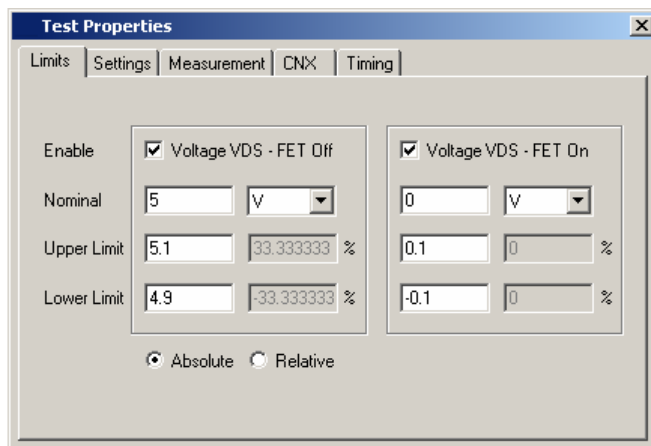 Test Properties
Limits Settings Measurement CNX Timing
Enable Voltage VDS - FET Off Voltage VDS - FET On
Nominal 5 V 0 V
Upper Limit 5.1 33.333333 % 0.1 0 %
Lower Limit 4.9 -33.333333 % -0.1 0 %
Absolute Relative